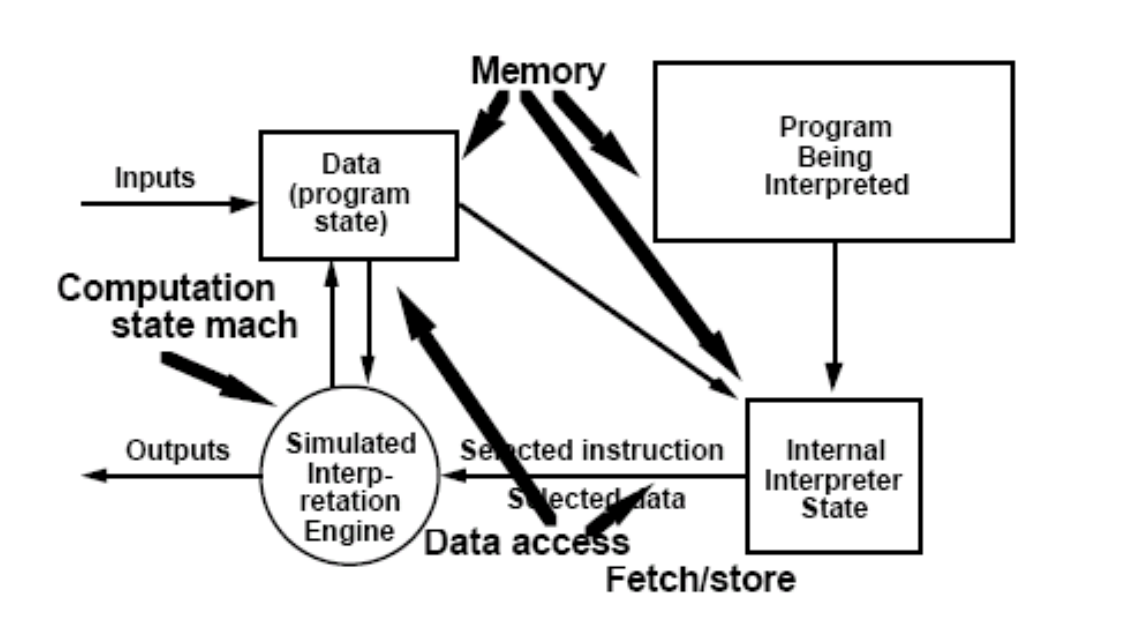 Memory
Program
Being
Interpreted
Data
(program
state)
Inputs
Computation
state mach
Simulated
Interp-
retation
Engine
Outputs
Selected instruction
Selected data
Internal
Interpreter
State
Data access
Fetch/store